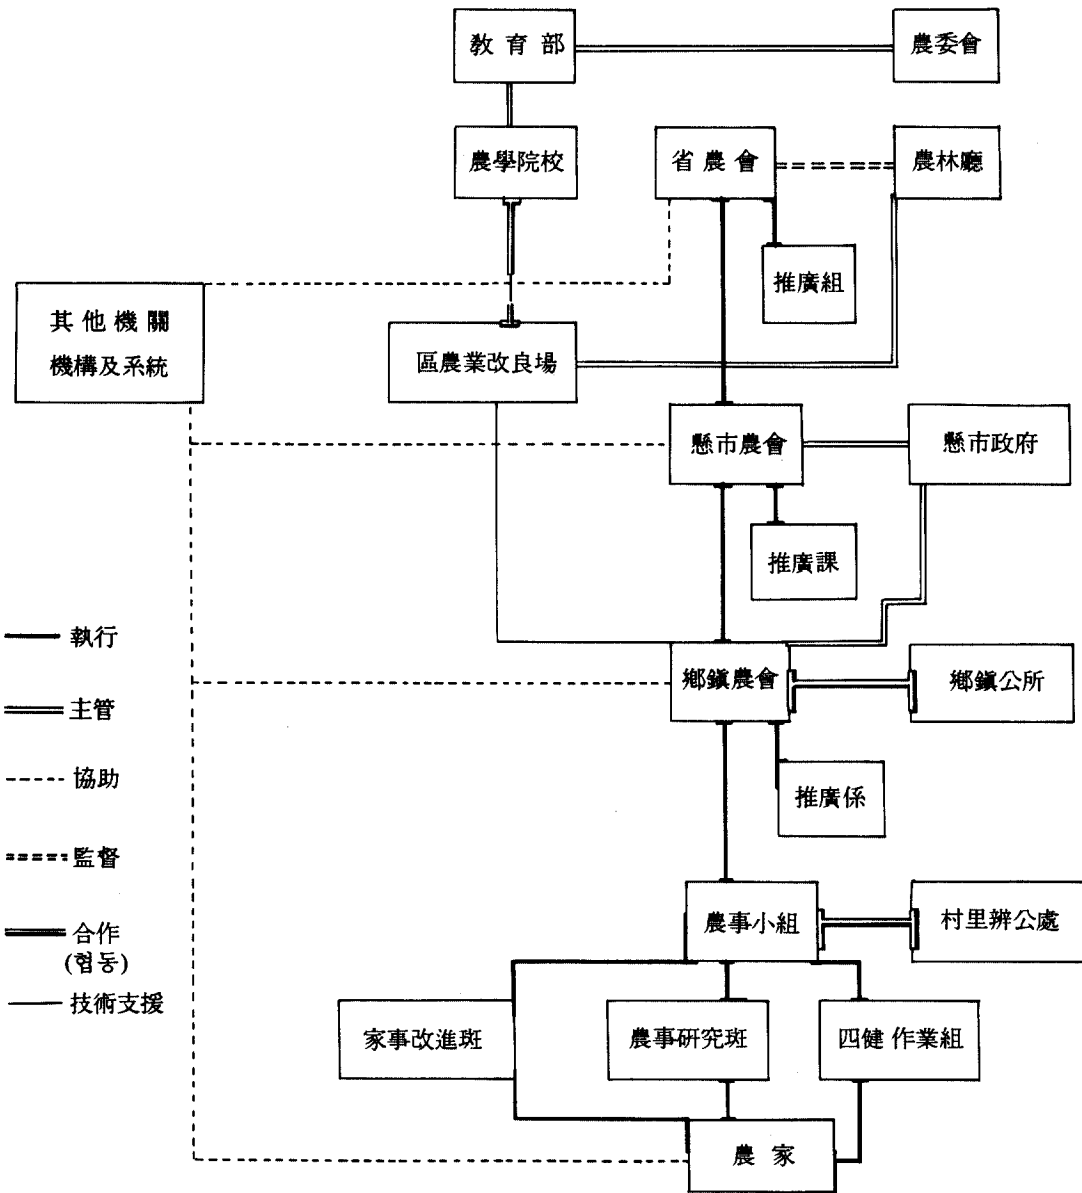 教育部
農委會
農學院校
省農會
農林廳
推廣組
其他機關
機構及系統
區農業改良場
懸市農會
懸市政府
推廣課
執行
鄉鎭農會
鄉鎭公所
主管
協助
推廣係
監督
農事小組
村里辨公處
合作
(협동)
技術支援
家事改進班
農事研究班
四健作業組
農家